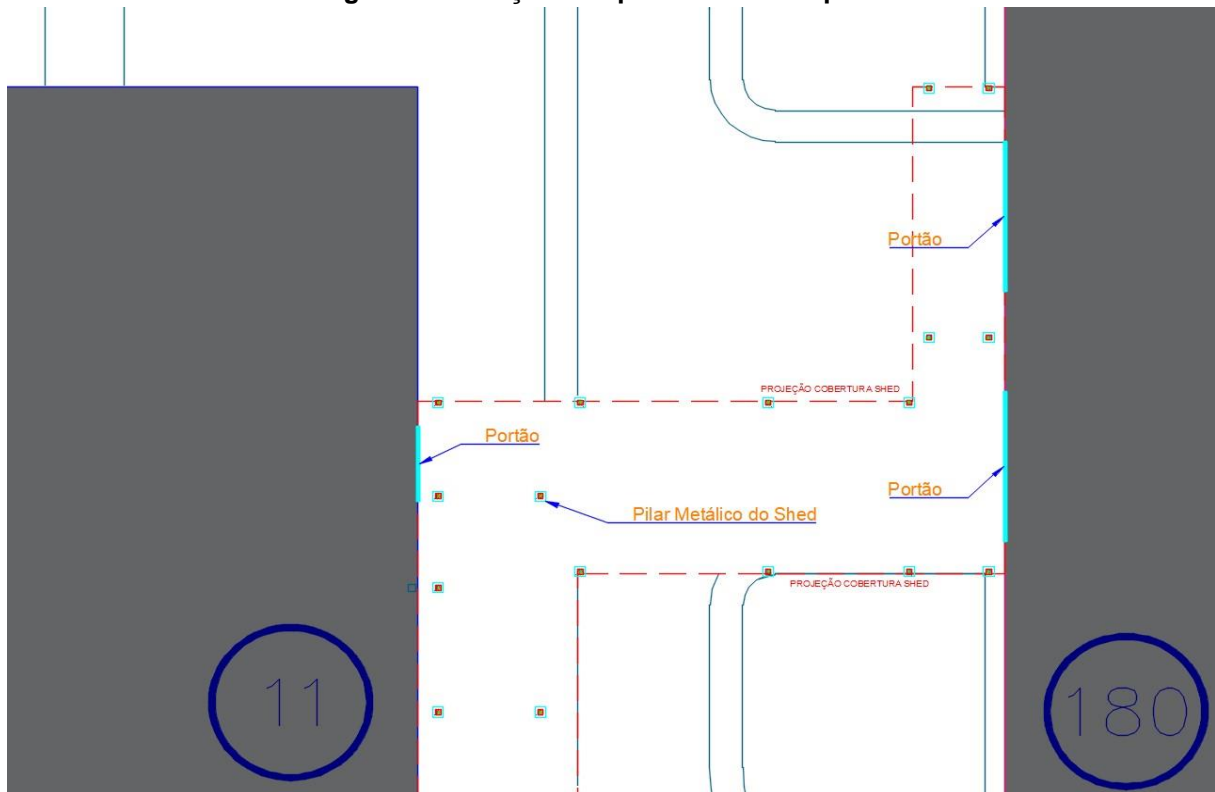 Portão
PROJEÇÃO COBERTURA SHED
Portão
Portão
Pilar Metálico do Shed
PROJEÇÃO COBERTURA SHED
11
180